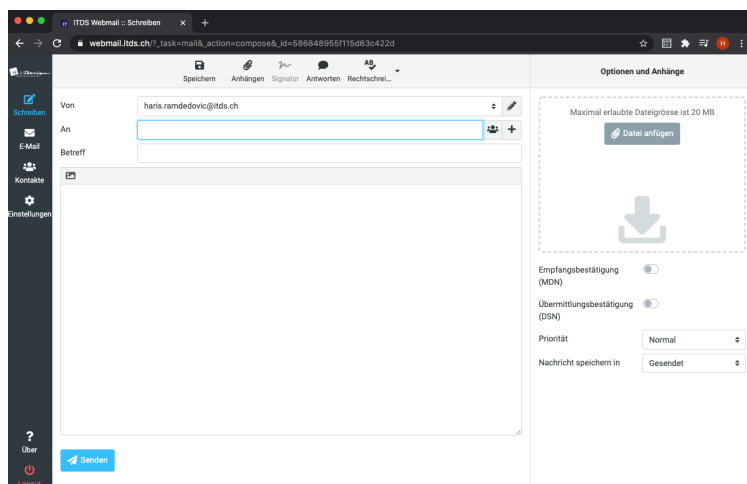 ITDS Webmail :: Schreiben
webmail.itds.ch/?_task=mail&_action=compose&_id=586848955f115d63c422d
H
Speichern Anhängen Signatur Antworten Rechtschrei...
Optionen und Anhänge
Schreiben
E-Mail
Kontakte
Einstellungen
Über
Von haris.ramdedovic@itds.ch
An
Betreff
Senden
Maximal erlaubte Dateigrösse ist 20 MB
Datei anfügen
Empfangsbestätigung
(MDN)
Übermittlungsbestätigung
(DSN)
Priorität Normal
Nachricht speichern in Gesendet